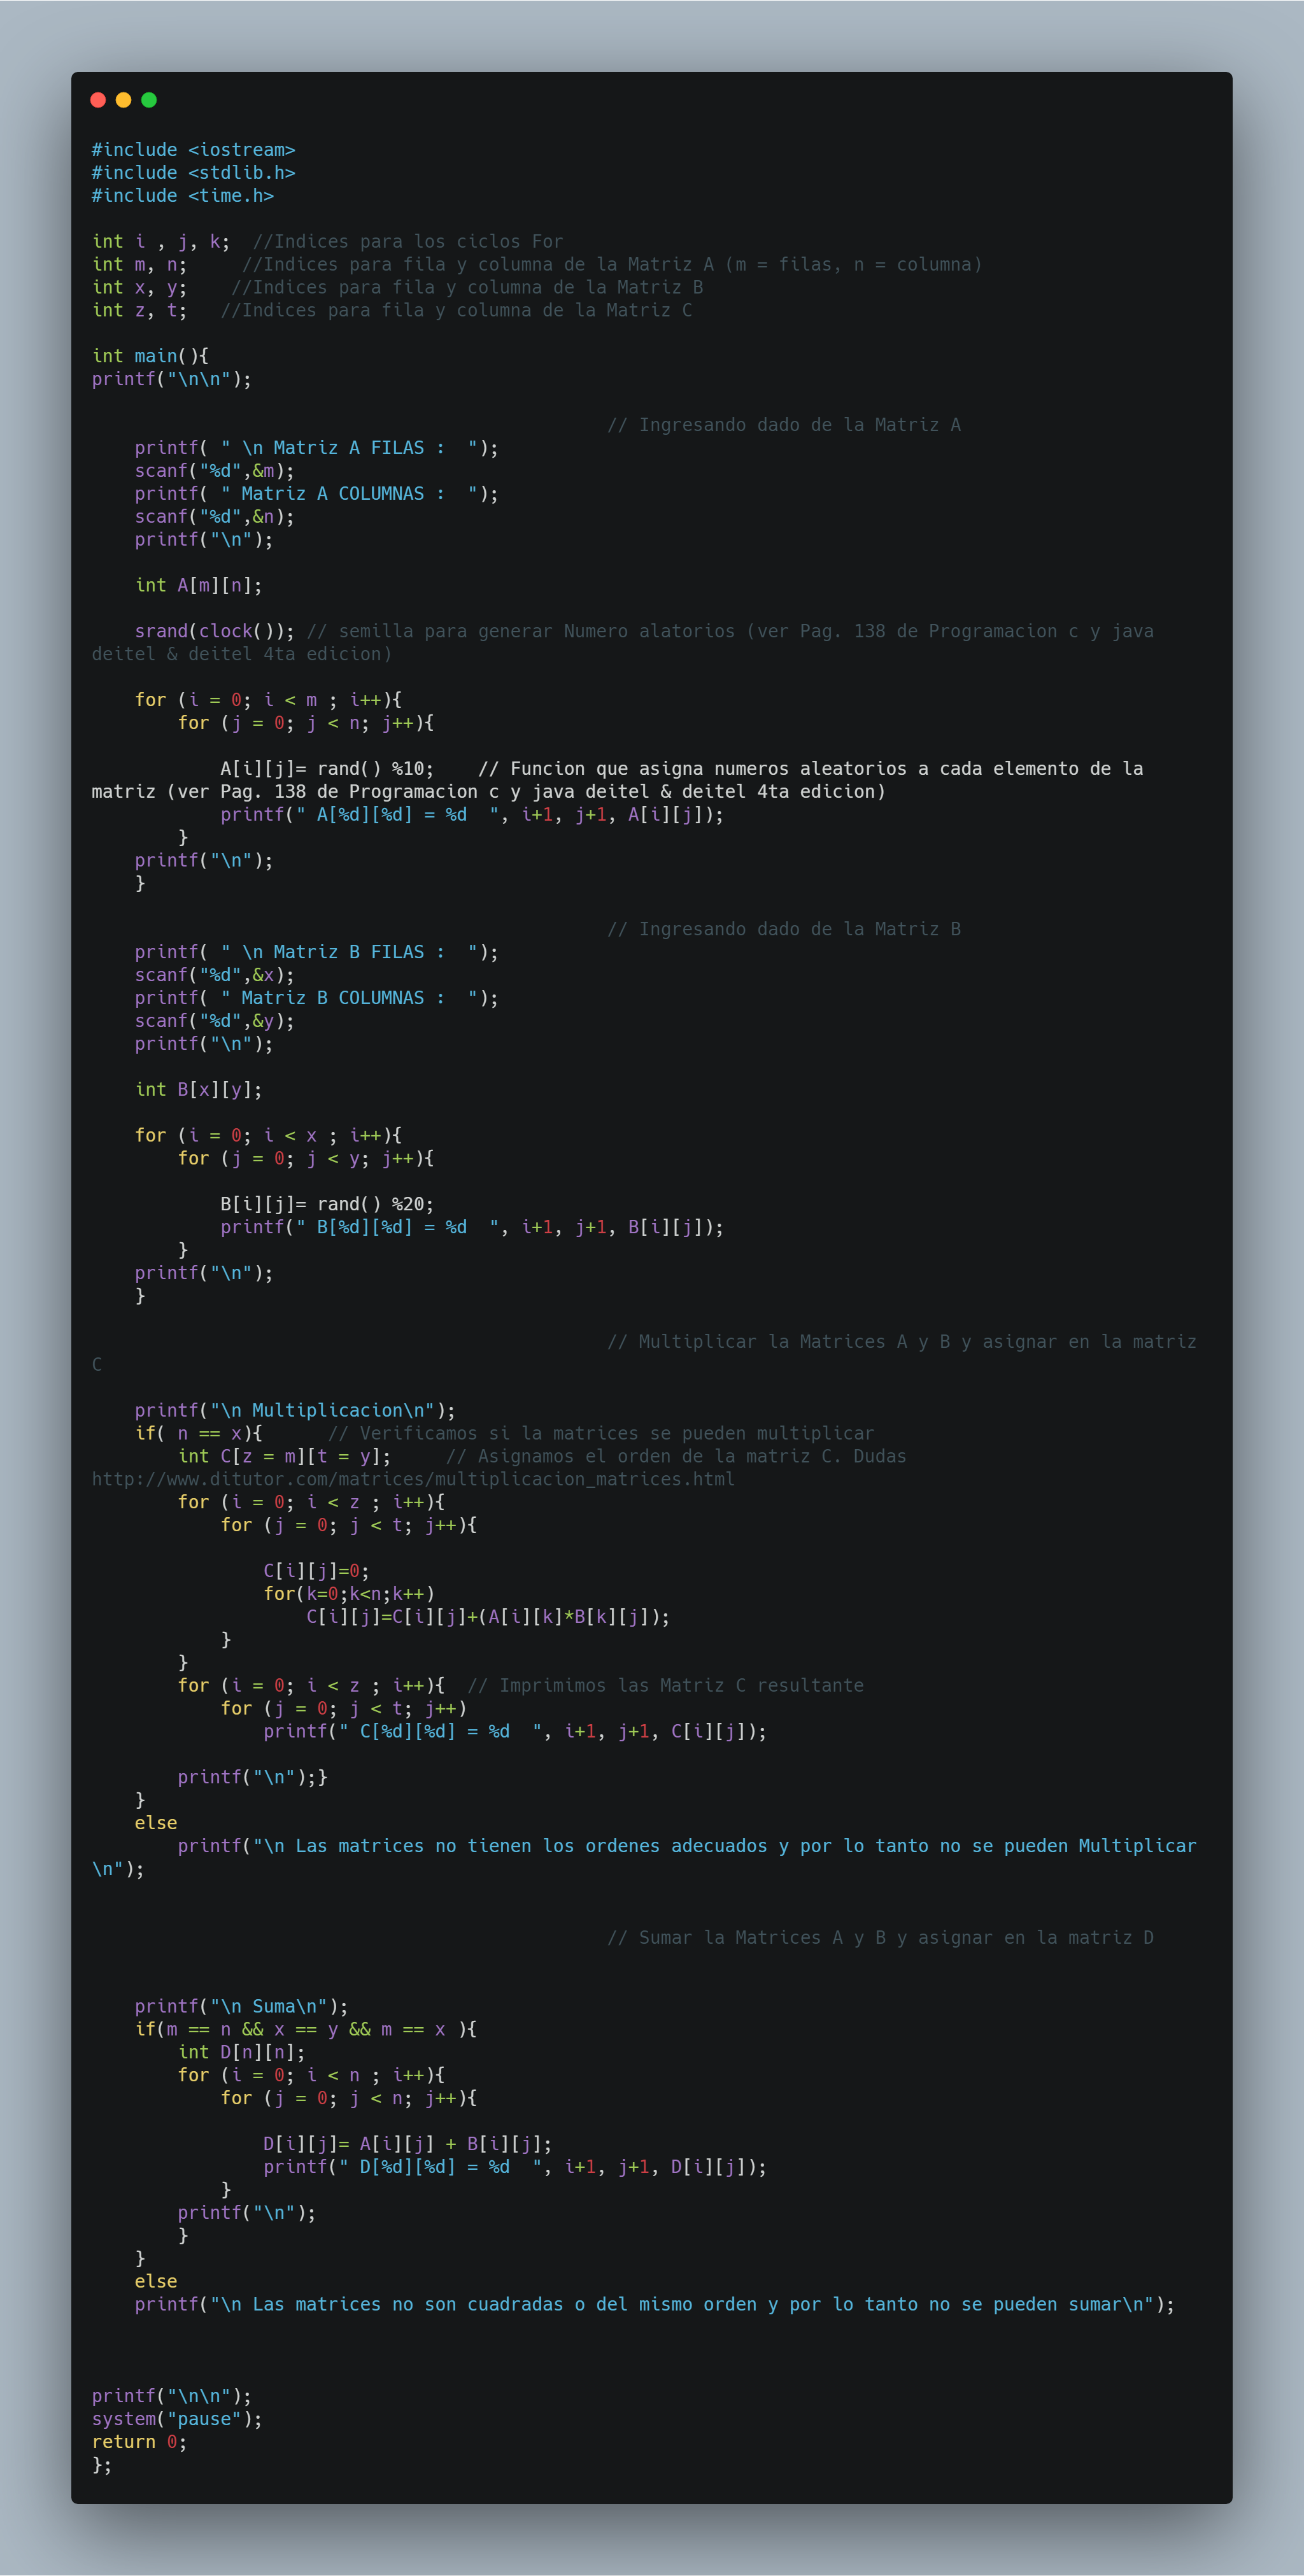 #include <iostream>
#include <stdlib.h>
#include <time.h>

int i , j, k;  //Indices para los ciclos For
int m, n;     //Indices para fila y columna de la Matriz A (m = filas, n = columna)
int x, y;    //Indices para fila y columna de la Matriz B
int z, t;   //Indices para fila y columna de la Matriz C

int main(){
printf("\n\n");

                                                // Ingresando dado de la Matriz A
    printf( " \n Matriz A FILAS :  ");
    scanf("%d",&m);
    printf( " Matriz A COLUMNAS :  ");
    scanf("%d",&n);
    printf("\n");

    int A[m][n];

    srand(clock()); // semilla para generar Numero alatorios (ver Pag. 138 de Programacion c y java
deitel & deitel 4ta edicion)

    for (i = 0; i < m ; i++){
        for (j = 0; j < n; j++){

            A[i][j]= rand() %10;    // Funcion que asigna numeros aleatorios a cada elemento de la
matriz (ver Pag. 138 de Programacion c y java deitel & deitel 4ta edicion)
            printf(" A[%d][%d] = %d  ", i+1, j+1, A[i][j]);
        }
    printf("\n");
    }

                                                // Ingresando dado de la Matriz B
    printf( " \n Matriz B FILAS :  ");
    scanf("%d",&x);
    printf( " Matriz B COLUMNAS :  ");
    scanf("%d",&y);
    printf("\n");

    int B[x][y];

    for (i = 0; i < x ; i++){
        for (j = 0; j < y; j++){

            B[i][j]= rand() %20;
            printf(" B[%d][%d] = %d  ", i+1, j+1, B[i][j]);
        }
    printf("\n");
    }

                                                // Multiplicar la Matrices A y B y asignar en la matriz
C

    printf("\n Multiplicacion\n");
    if( n == x){      // Verificamos si la matrices se pueden multiplicar
        int C[z = m][t = y];     // Asignamos el orden de la matriz C. Dudas
http://www.ditutor.com/matrices/multiplicacion_matrices.html
        for (i = 0; i < z ; i++){
            for (j = 0; j < t; j++){

                C[i][j]=0;
                for(k=0;k<n;k++)
                    C[i][j]=C[i][j]+(A[i][k]*B[k][j]);
            }
        }
        for (i = 0; i < z ; i++){  // Imprimimos las Matriz C resultante
            for (j = 0; j < t; j++)
                printf(" C[%d][%d] = %d  ", i+1, j+1, C[i][j]);

        printf("\n");}
    }
    else
        printf("\n Las matrices no tienen los ordenes adecuados y por lo tanto no se pueden Multiplicar
\n");

                                                // Sumar la Matrices A y B y asignar en la matriz D

    printf("\n Suma\n");
    if(m == n && x == y && m == x ){
        int D[n][n];
        for (i = 0; i < n ; i++){
            for (j = 0; j < n; j++){

                D[i][j]= A[i][j] + B[i][j];
                printf(" D[%d][%d] = %d  ", i+1, j+1, D[i][j]);
            }
        printf("\n");
        }
    }
    else
    printf("\n Las matrices no son cuadradas o del mismo orden y por lo tanto no se pueden sumar\n");

printf("\n\n");
system("pause");
return 0;
};